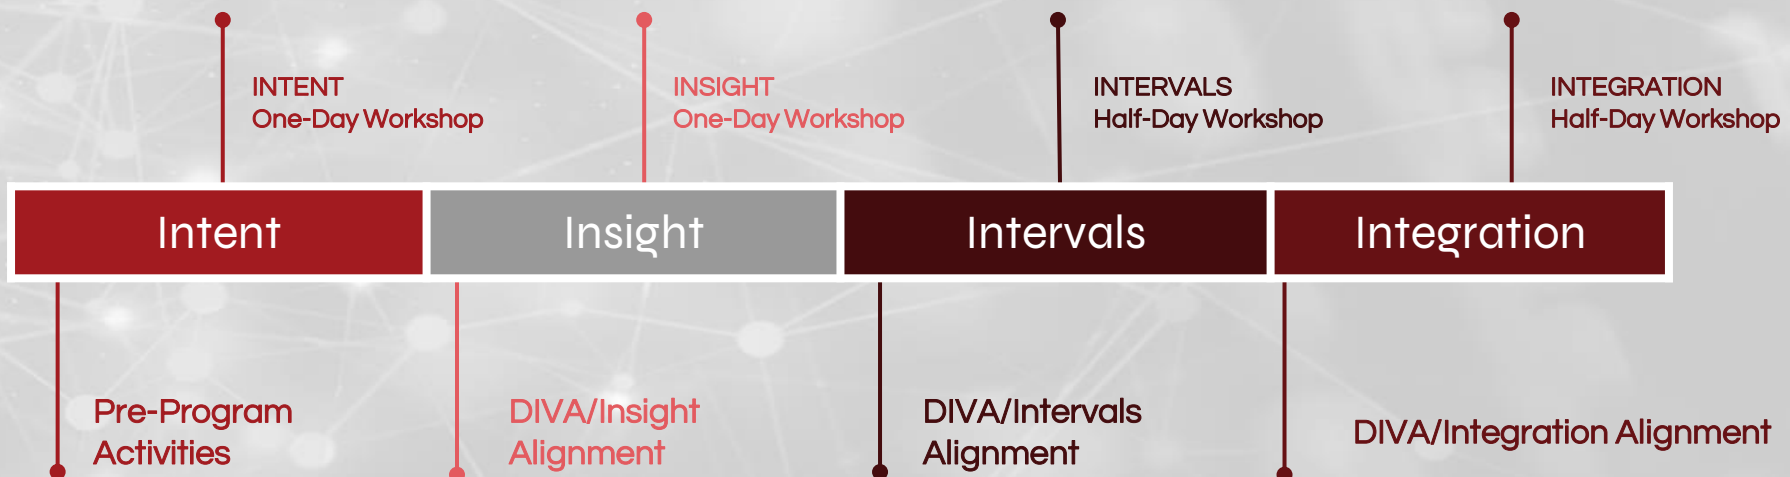 INTENT
One-Day Workshop
INSIGHT
One-Day Workshop
INTERVALS
Half-Day Workshop
INTEGRATION
Half-Day Workshop
Intent
Insight
Intervals
Integration
Pre-Program
Activities
DIVA/Insight
Alignment
DIVA/Intervals
Alignment
DIVA/Integration Alignment